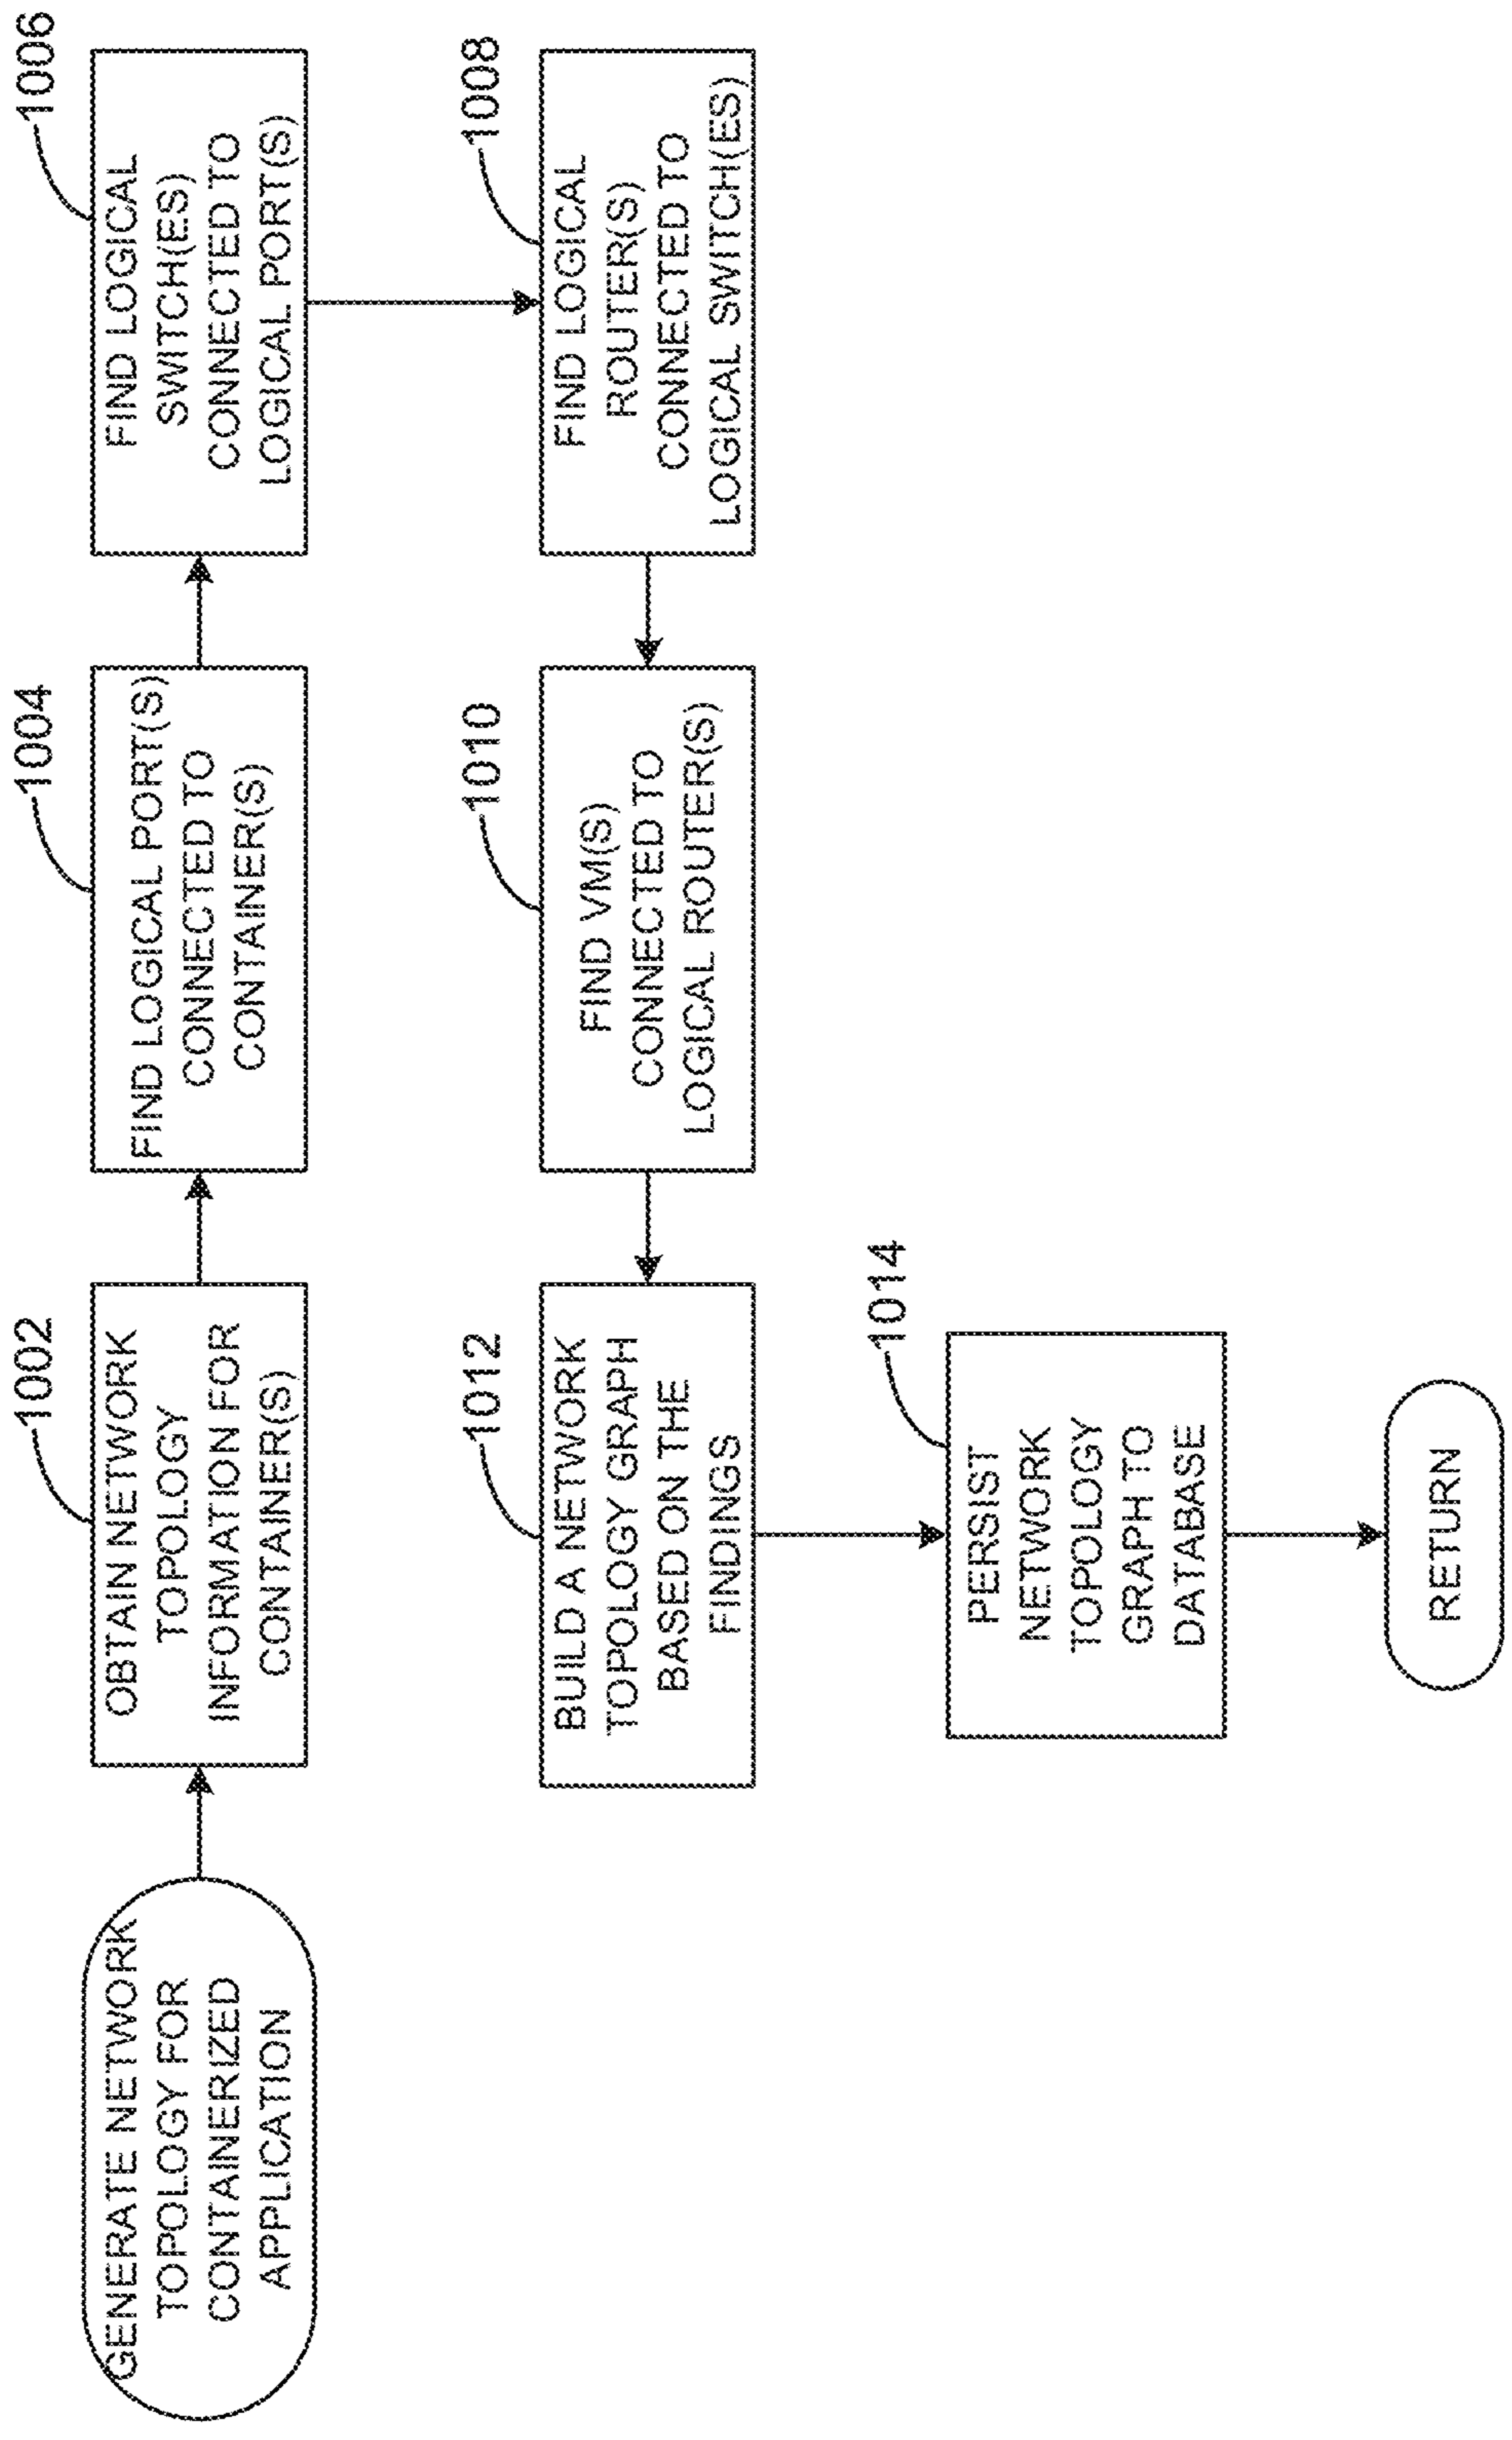 GENERATE NETWORK
TOPOLOGY FOR
CONTAINERIZED
APPLICATION
1002
OBTAIN NETWORK
TOPOLOGY
INFORMATION FOR
CONTAINER(S)
1004
FIND LOGICAL PORT(S)
CONNECTED TO
CONTAINER(S)
1006
FIND LOGICAL
SWITCH(ES)
CONNECTED TO
LOGICAL PORT(S)
1008
FIND LOGICAL
ROUTER(S)
CONNECTED TO
LOGICAL SWITCH(ES)
1010
FIND VM(S)
CONNECTED TO
LOGICAL ROUTER(S)
1012
BUILD A NETWORK
TOPOLOGY GRAPH
BASED ON THE
FINDINGS
1014
PERSIST
NETWORK
TOPOLOGY
GRAPH TO
DATABASE
RETURN